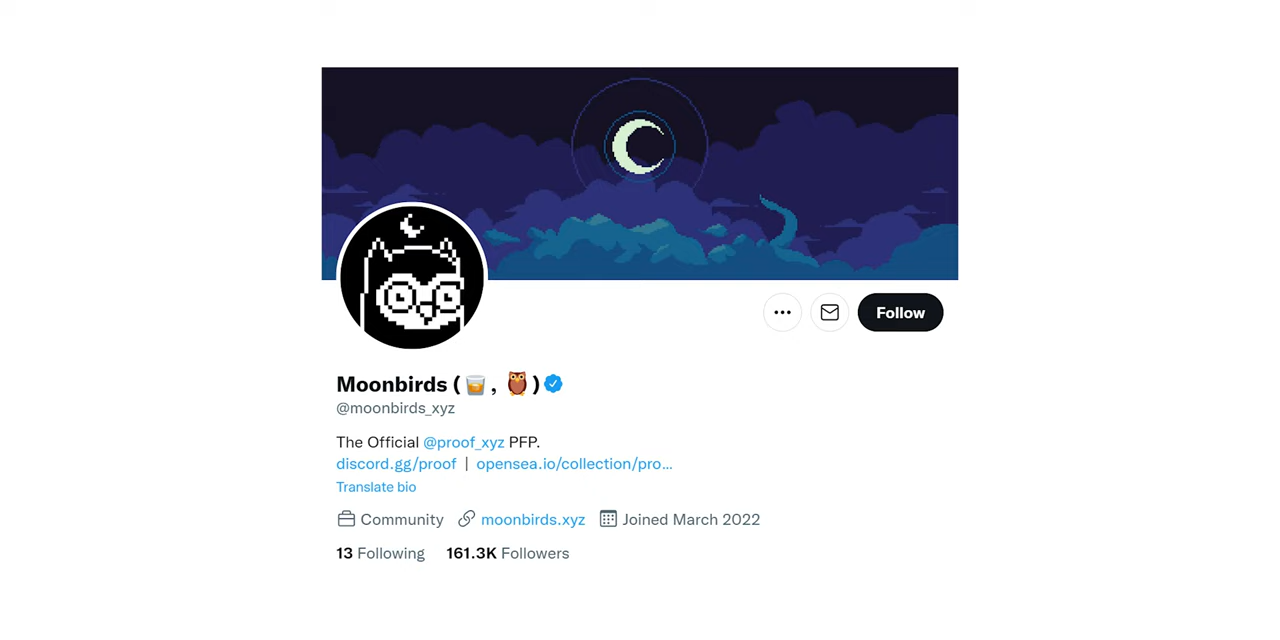 Follow
Moonbirds (🥃, 🦉)
@moonbirds_xyz
The Official @proof_xyz PFP.
discord.gg/proof | opensea.io/collection/pro...
Translate bio
Community moonbirds.xyz Joined March 2022
13 Following 161.3K Followers